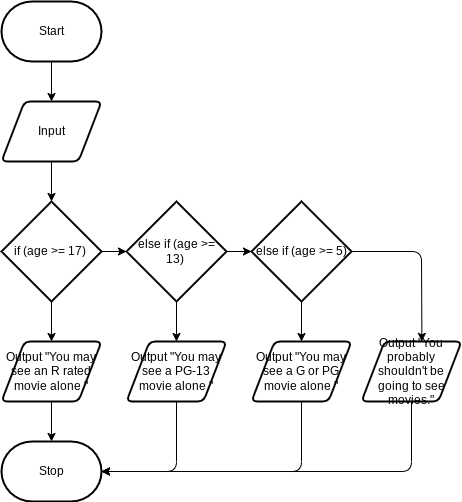 Start
Input
if (age >= 17)
else if (age >=
13)
else if (age >= 5)
Output "You may
see an R rated
movie alone."
Output "You may
see a PG-13
movie alone."
Output "You may
see a G or PG
movie alone."
Output "You
probably
shouldn't be
going to see
movies."
Stop